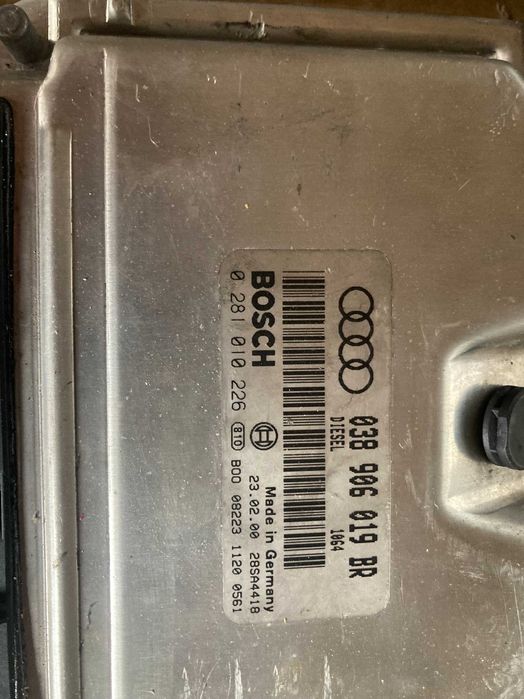 038 906 019 BR
DIESEL 1064
Made in Germany
BOSCH 23.02.00 28SA4418
0 281 010 226 810 B00 08223 1120 0561